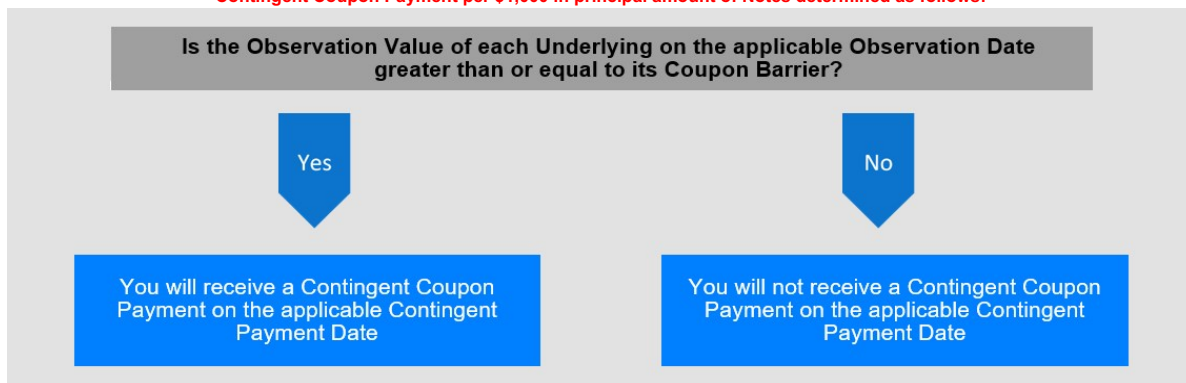 Contingent Coupon Payment per $1,000 in principal amount of Notes determined as follows:
Is the Observation Value of each Underlying on the applicable Observation Date
greater than or equal to its Coupon Barrier?
Yes
No
You will receive a Contingent Coupon
Payment on the applicable Contingent
Payment Date
You will not receive a Contingent Coupon
Payment on the applicable Contingent
Payment Date